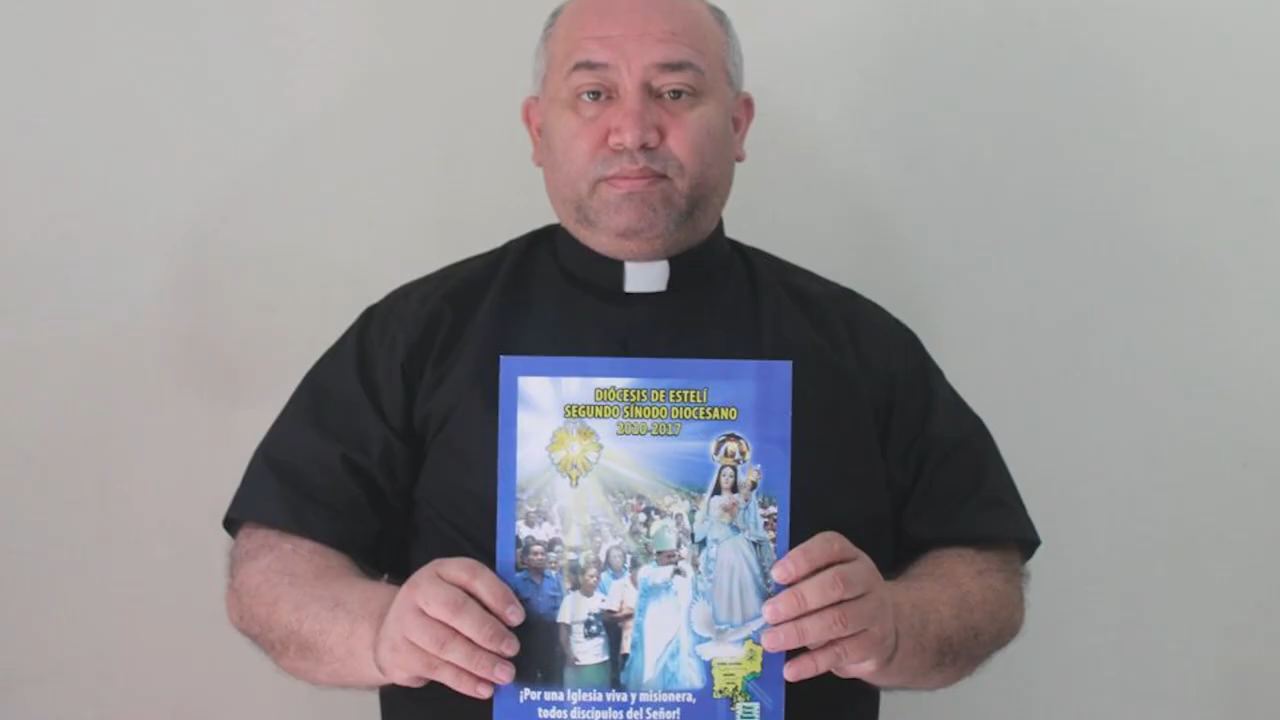 DIÓCESIS DE ESTELÍ
SEGUNDO SÍNODO DIOCESANO
2010-2017
¡Por una Iglesia viva y misionera,
todos discípulos del Señor!